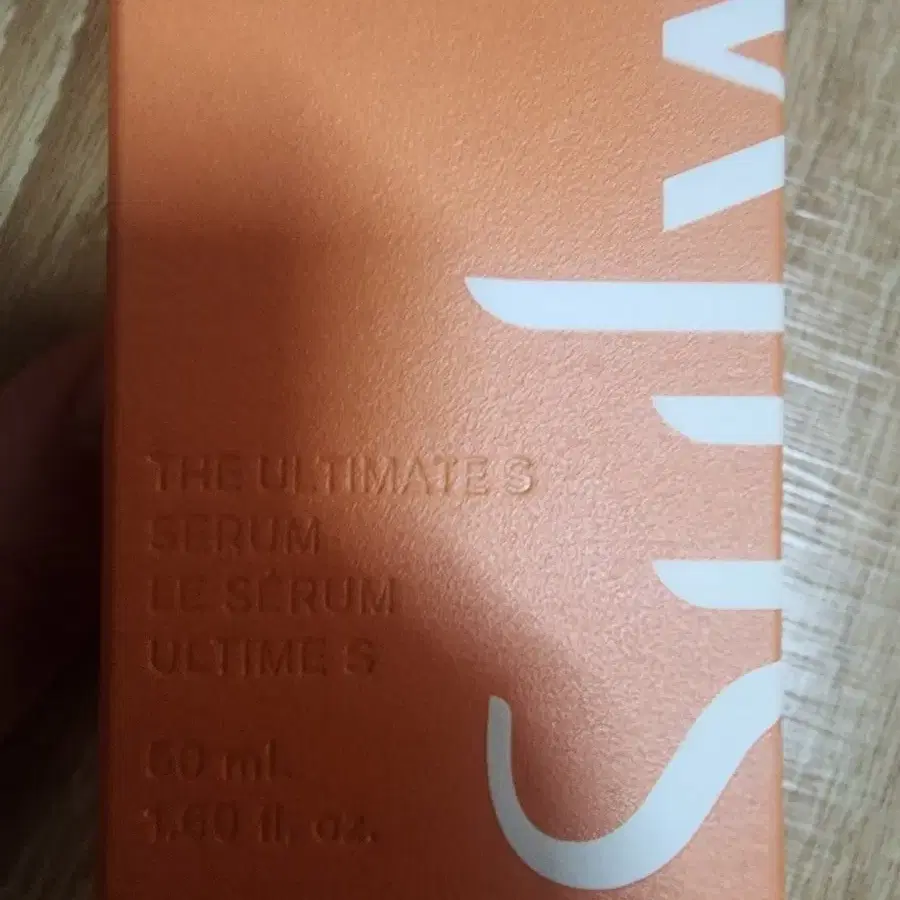 THE ULTIMATE S
SERUM
LE SÉRUM
ULTIME S
50 ml.
1.60 fl. oz.